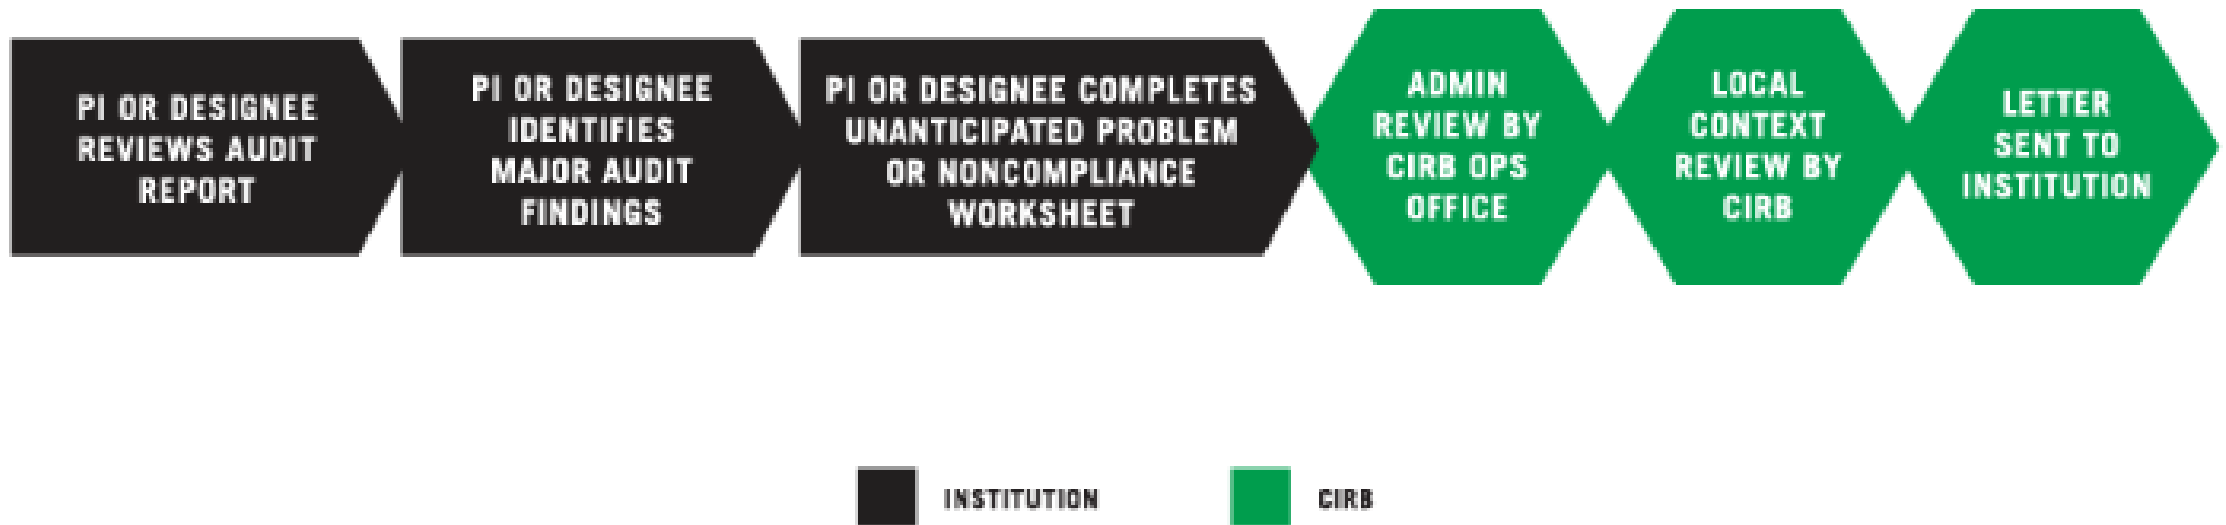 PI OR DESIGNEE
REVIEWS AUDIT
REPORT
PI OR DESIGNEE
IDENTIFIES
MAJOR AUDIT
FINDINGS
PI OR DESIGNEE COMPLETES
UNANTICIPATED PROBLEM
OR NONCOMPLIANCE
WORKSHEET
ADMIN
REVIEW BY
CIRB OPS
OFFICE
LOCAL
CONTEXT
REVIEW BY
CIRB
LETTER
SENT TO
INSTITUTION
INSTITUTION
CIRB